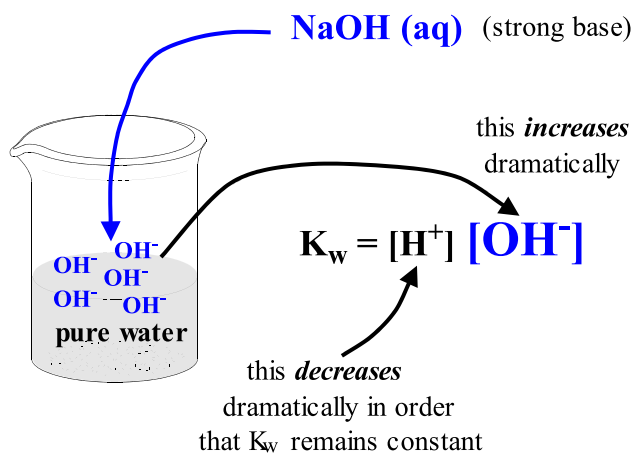 NaOH (aq) (strong base)
this increases
dramatically
Kw = [H+] [OH-]
OH-
OH-
OH-
OH-
OH-
pure water
this decreases
dramatically in order
that Kw remains constant